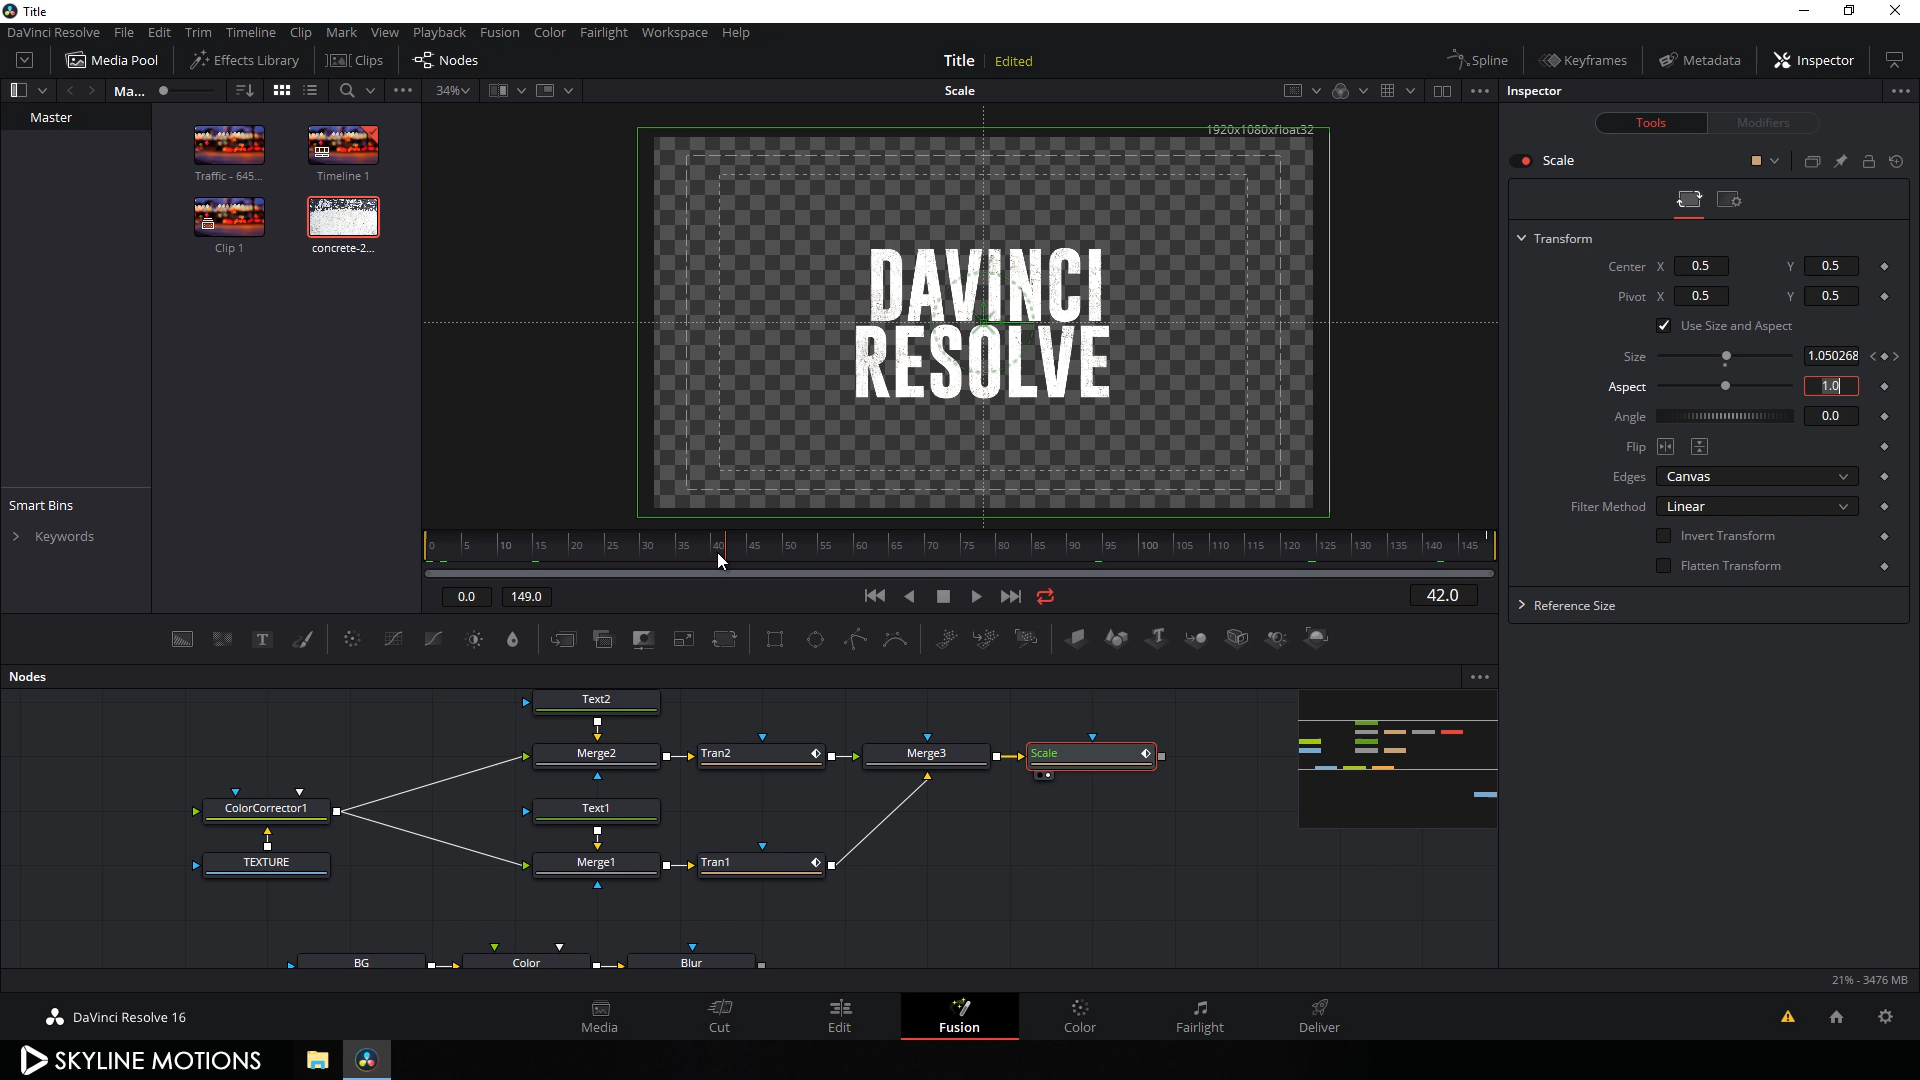 Title
DaVinci Resolve File Edit Trim Timeline Clip Mark View Playback Fusion Color Fairlight Workspace Help
Media Pool Effects Library Clips Nodes Title Edited Spline Keyframes Metadata Inspector
Ma... 34% Scale Inspector
Master
1920x1080xfloat32
Tools Modifiers
Traffic - 645... Timeline 1
Scale
Clip 1 concrete-2...
DAVINCI
RESOLVE
Transform
Center X 0.5 Y 0.5
Pivot X 0.5 Y 0.5
Use Size and Aspect
Size 1.050268
Aspect 1.0
Angle 0.0
Flip
Edges Canvas
Filter Method Linear
Invert Transform
Flatten Transform
Reference Size
Smart Bins
Keywords
0 5 10 15 20 25 30 35 40 45 50 55 60 65 70 75 80 85 90 95 100 105 110 115 120 125 130 135 140 145
0.0 149.0 42.0
T T
Nodes
Text2
Merge2 Tran2 Merge3 Scale
ColorCorrector1 Text1
TEXTURE Merge1 Tran1
BG Color Blur
21% - 3476 MB
DaVinci Resolve 16 Media Cut Edit Fusion Color Fairlight Deliver
SKYLINE MOTIONS